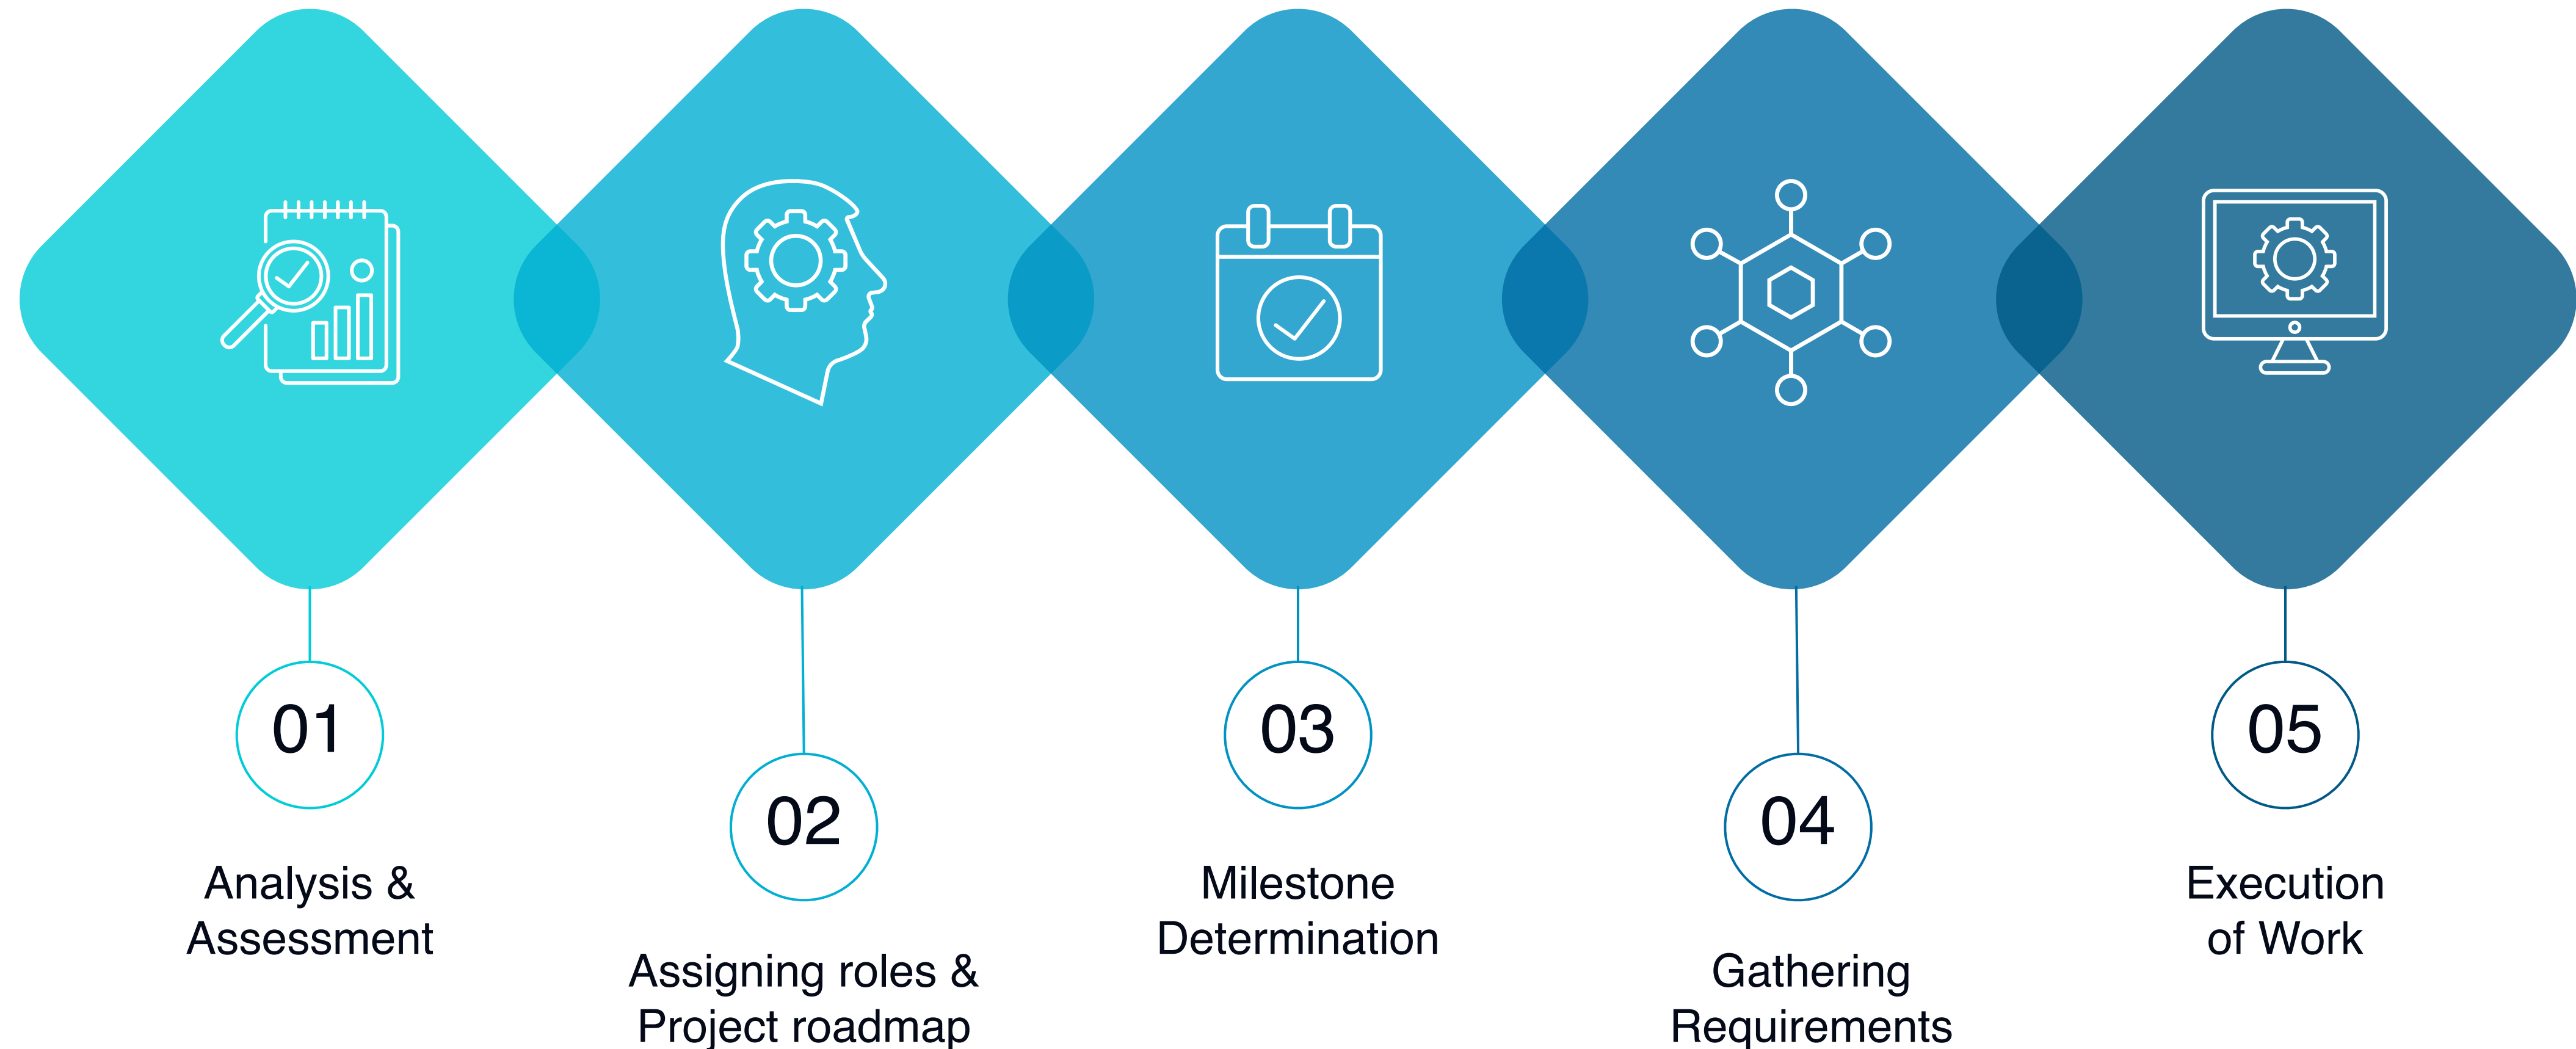 01
Analysis &
Assessment
02
Assigning roles &
Project roadmap
03
Milestone
Determination
04
Gathering
Requirements
05
Execution
of Work